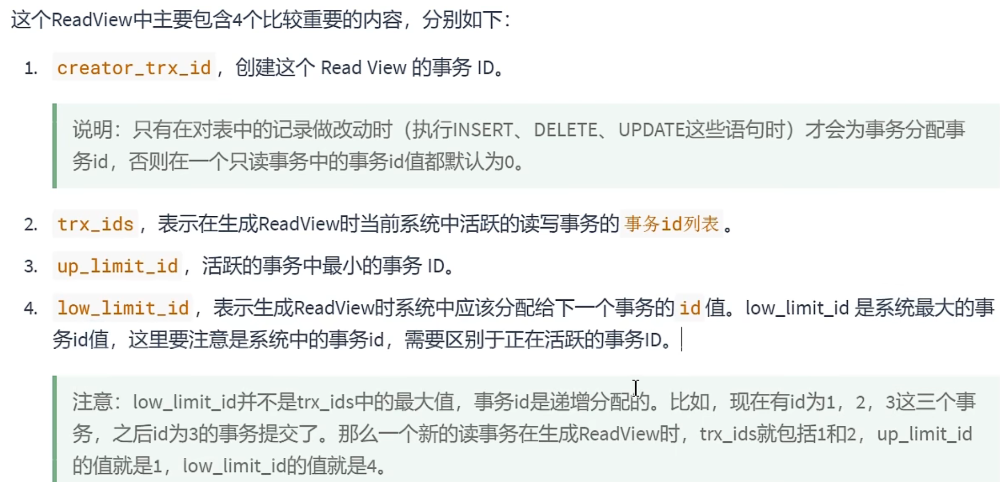 这个ReadView中主要包含4个比较重要的内容，分别如下：
1. creator_trx_id，创建这个 Read View 的事务 ID。
说明：只有在对表中的记录做改动时（执行INSERT、DELETE、UPDATE这些语句时）才会为事务分配事
务id，否则在一个只读事务中的事务id值都默认为0。
2. trx_ids，表示在生成ReadView时当前系统中活跃的读写事务的事务id列表。
3. up_limit_id，活跃的事务中最小的事务 ID。
4. low_limit_id，表示生成ReadView时系统中应该分配给下一个事务的id值。low_limit_id 是系统最大的事
务id值，这里要注意是系统中的事务id，需要区别于正在活跃的事务ID。
注意：low_limit_id并不是trx_ids中的最大值，事务id是递增分配的。比如，现在有id为1，2，3这三个事
务，之后id为3的事务提交了。那么一个新的读事务在生成ReadView时，trx_ids就包括1和2，up_limit_id
的值就是1，low_limit_id的值就是4。